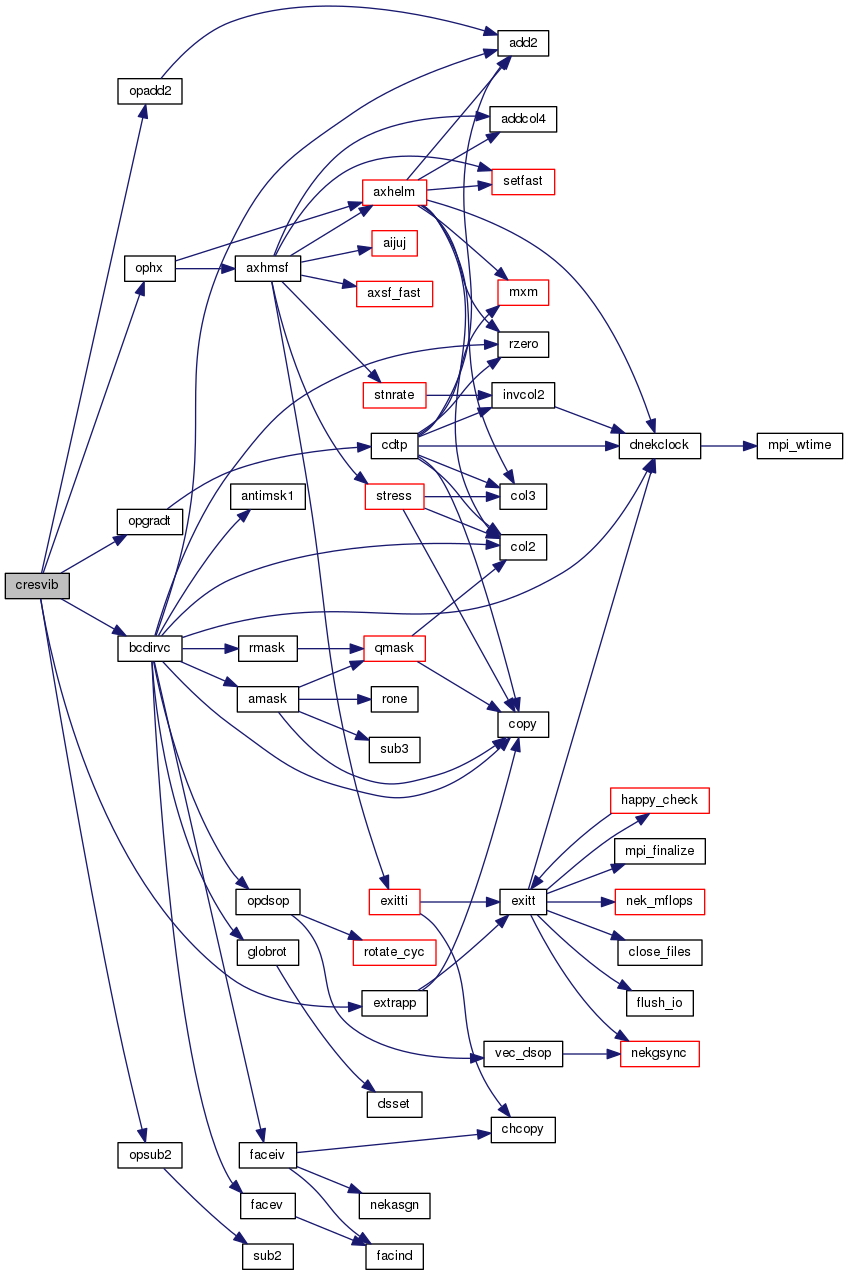 add2
opadd2
addcol4
setfast
axhelm
aijuj
ophx
axhmsf
axsf_fast
mxm
rzero
stnrate
invcol2
cdtp
dnekclock
mpi_wtime
antimsk1
stress
col3
opgradt
col2
cresvib
bcdirvc
rmask
qmask
amask
rone
copy
sub3
happy_check
mpi_finalize
opdsop
exitti
exitt
nek_mflops
globrot
rotate_cyc
close_files
extrapp
flush_io
vec_dsop
nekgsync
dsset
chcopy
opsub2
faceiv
facev
nekasgn
sub2
facind